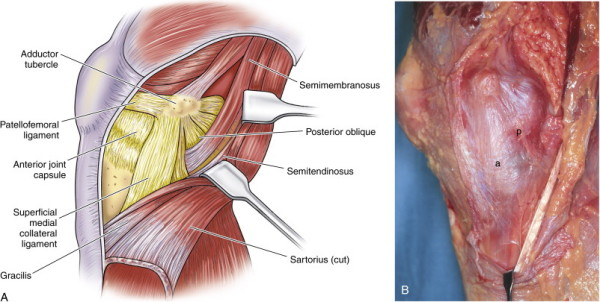 Adductor
tubercle
Patellofemoral
ligament
Anterior joint
capsule
Superficial
medial
collateral
ligament
Gracilis
Semimembranosus
Posterior oblique
Semitendinosus
Sartorius (cut)
A
p
a
B